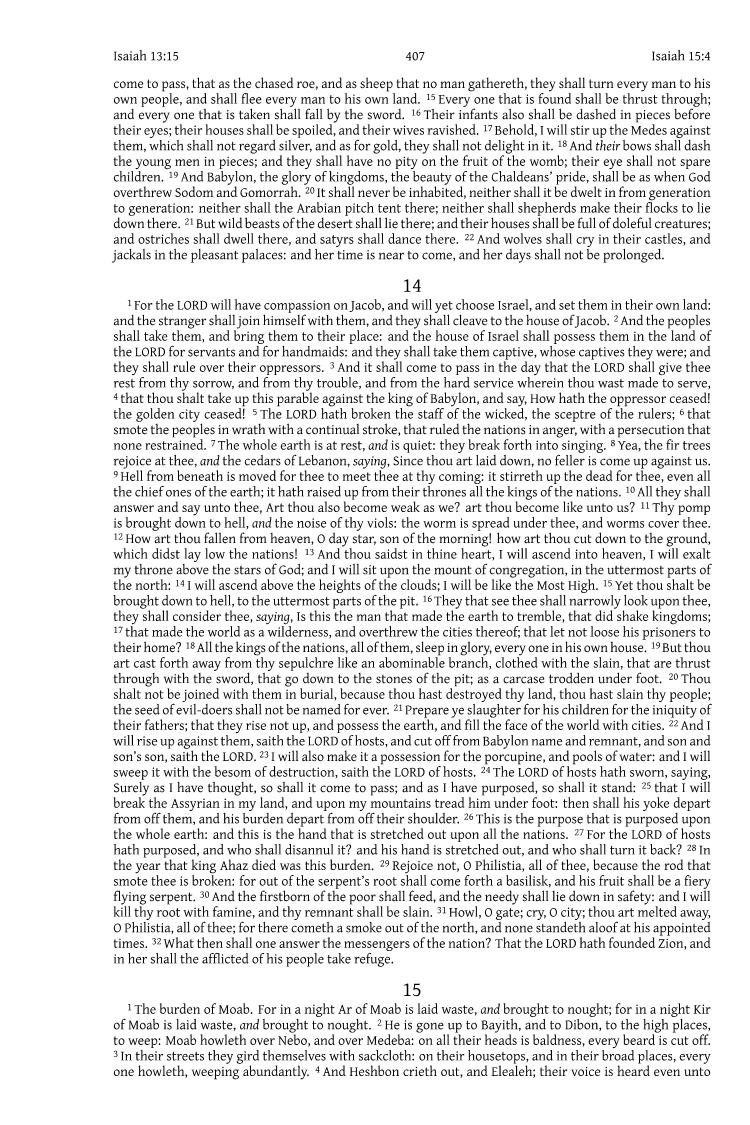 Isaiah 13:15 407 Isaiah 15:4
come to pass, that as the chased roe, and as sheep that no man gathereth, they shall turn every man to his
own people, and shall flee every man to his own land. 15 Every one that is found shall be thrust through;
and every one that is taken shall fall by the sword. 16 Their infants also shall be dashed in pieces before
their eyes; their houses shall be spoiled, and their wives ravished. 17 Behold, I will stir up the Medes against
them, which shall not regard silver, and as for gold, they shall not delight in it. 18 And their bows shall dash
the young men in pieces; and they shall have no pity on the fruit of the womb; their eye shall not spare
children. 19 And Babylon, the glory of kingdoms, the beauty of the Chaldeans’ pride, shall be as when God
overthrew Sodom and Gomorrah. 20 It shall never be inhabited, neither shall it be dwelt in from generation
to generation: neither shall the Arabian pitch tent there; neither shall shepherds make their flocks to lie
down there. 21 But wild beasts of the desert shall lie there; and their houses shall be full of doleful creatures;
and ostriches shall dwell there, and satyrs shall dance there. 22 And wolves shall cry in their castles, and
jackals in the pleasant palaces: and her time is near to come, and her days shall not be prolonged.
14
1 For the LORD will have compassion on Jacob, and will yet choose Israel, and set them in their own land:
and the stranger shall join himself with them, and they shall cleave to the house of Jacob. 2 And the peoples
shall take them, and bring them to their place: and the house of Israel shall possess them in the land of
the LORD for servants and for handmaids: and they shall take them captive, whose captives they were; and
they shall rule over their oppressors. 3 And it shall come to pass in the day that the LORD shall give thee
rest from thy sorrow, and from thy trouble, and from the hard service wherein thou wast made to serve,
4 that thou shalt take up this parable against the king of Babylon, and say, How hath the oppressor ceased!
the golden city ceased! 5 The LORD hath broken the staff of the wicked, the sceptre of the rulers; 6 that
smote the peoples in wrath with a continual stroke, that ruled the nations in anger, with a persecution that
none restrained. 7 The whole earth is at rest, and is quiet: they break forth into singing. 8 Yea, the fir trees
rejoice at thee, and the cedars of Lebanon, saying, Since thou art laid down, no feller is come up against us.
9 Hell from beneath is moved for thee to meet thee at thy coming: it stirreth up the dead for thee, even all
the chief ones of the earth; it hath raised up from their thrones all the kings of the nations. 10 All they shall
answer and say unto thee, Art thou also become weak as we? art thou become like unto us? 11 Thy pomp
is brought down to hell, and the noise of thy viols: the worm is spread under thee, and worms cover thee.
12 How art thou fallen from heaven, O day star, son of the morning! how art thou cut down to the ground,
which didst lay low the nations! 13 And thou saidst in thine heart, I will ascend into heaven, I will exalt
my throne above the stars of God; and I will sit upon the mount of congregation, in the uttermost parts of
the north: 14 I will ascend above the heights of the clouds; I will be like the Most High. 15 Yet thou shalt be
brought down to hell, to the uttermost parts of the pit. 16 They that see thee shall narrowly look upon thee,
they shall consider thee, saying, Is this the man that made the earth to tremble, that did shake kingdoms;
17 that made the world as a wilderness, and overthrew the cities thereof; that let not loose his prisoners to
their home? 18 All the kings of the nations, all of them, sleep in glory, every one in his own house. 19 But thou
art cast forth away from thy sepulchre like an abominable branch, clothed with the slain, that are thrust
through with the sword, that go down to the stones of the pit; as a carcase trodden under foot. 20 Thou
shalt not be joined with them in burial, because thou hast destroyed thy land, thou hast slain thy people;
the seed of evil-doers shall not be named for ever. 21 Prepare ye slaughter for his children for the iniquity of
their fathers; that they rise not up, and possess the earth, and fill the face of the world with cities. 22 And I
will rise up against them, saith the LORD of hosts, and cut off from Babylon name and remnant, and son and
son’s son, saith the LORD. 23 I will also make it a possession for the porcupine, and pools of water: and I will
sweep it with the besom of destruction, saith the LORD of hosts. 24 The LORD of hosts hath sworn, saying,
Surely as I have thought, so shall it come to pass; and as I have purposed, so shall it stand: 25 that I will
break the Assyrian in my land, and upon my mountains tread him under foot: then shall his yoke depart
from off them, and his burden depart from off their shoulder. 26 This is the purpose that is purposed upon
the whole earth: and this is the hand that is stretched out upon all the nations. 27 For the LORD of hosts
hath purposed, and who shall disannul it? and his hand is stretched out, and who shall turn it back? 28 In
the year that king Ahaz died was this burden. 29 Rejoice not, O Philistia, all of thee, because the rod that
smote thee is broken: for out of the serpent’s root shall come forth a basilisk, and his fruit shall be a fiery
flying serpent. 30 And the firstborn of the poor shall feed, and the needy shall lie down in safety: and I will
kill thy root with famine, and thy remnant shall be slain. 31 Howl, O gate; cry, O city; thou art melted away,
O Philistia, all of thee; for there cometh a smoke out of the north, and none standeth aloof at his appointed
times. 32 What then shall one answer the messengers of the nation? That the LORD hath founded Zion, and
in her shall the afflicted of his people take refuge.
15
1 The burden of Moab. For in a night Ar of Moab is laid waste, and brought to nought; for in a night Kir
of Moab is laid waste, and brought to nought. 2 He is gone up to Bayith, and to Dibon, to the high places,
to weep: Moab howleth over Nebo, and over Medeba: on all their heads is baldness, every beard is cut off.
3 In their streets they gird themselves with sackcloth: on their housetops, and in their broad places, every
one howleth, weeping abundantly. 4 And Heshbon crieth out, and Elealeh; their voice is heard even unto